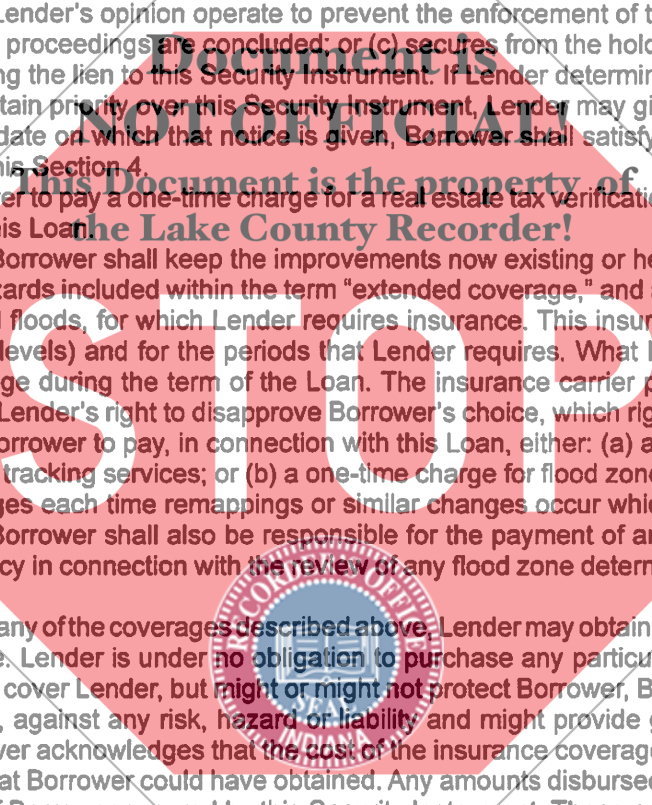 Lender's opinion operate to prevent the enforcement of t
proceedings are concluded; or (c) secures from the hold
ng the lien to this Security Instrument. If Lender determin
tain priority over this Security Instrument, Lender may gi
date on which that notice is given, Borrower shall satisfy
his Section 4.
er to pay a one-time charge for a real estate tax verificatio
is Loan.
Borrower shall keep the improvements now existing or he
zards included within the term "extended coverage," and
floods, for which Lender requires insurance. This insur
levels) and for the periods that Lender requires. What
ge during the term of the Loan. The insurance carrier p
Lender's right to disapprove Borrower's choice, which rig
orrower to pay, in connection with this Loan, either: (a) a
tracking services; or (b) a one-time charge for flood zone
ges each time remappings or similar changes occur whic
Borrower shall also be responsible for the payment of an
cy in connection with the review of any flood zone determ
any of the coverages described above, Lender may obtain
e. Lender is under no obligation to purchase any particu
cover Lender, but might or might not protect Borrower, B
, against any risk, hazard or liability and might provide g
ver acknowledges that the cost of the insurance coverage
at Borrower could have obtained. Any amounts disbursed
Document is
NOT OFFICIAL!
This Document is the property of
the Lake County Recorder!
STOP
RECORDER'S OFFICE
SEAL
INDIANA